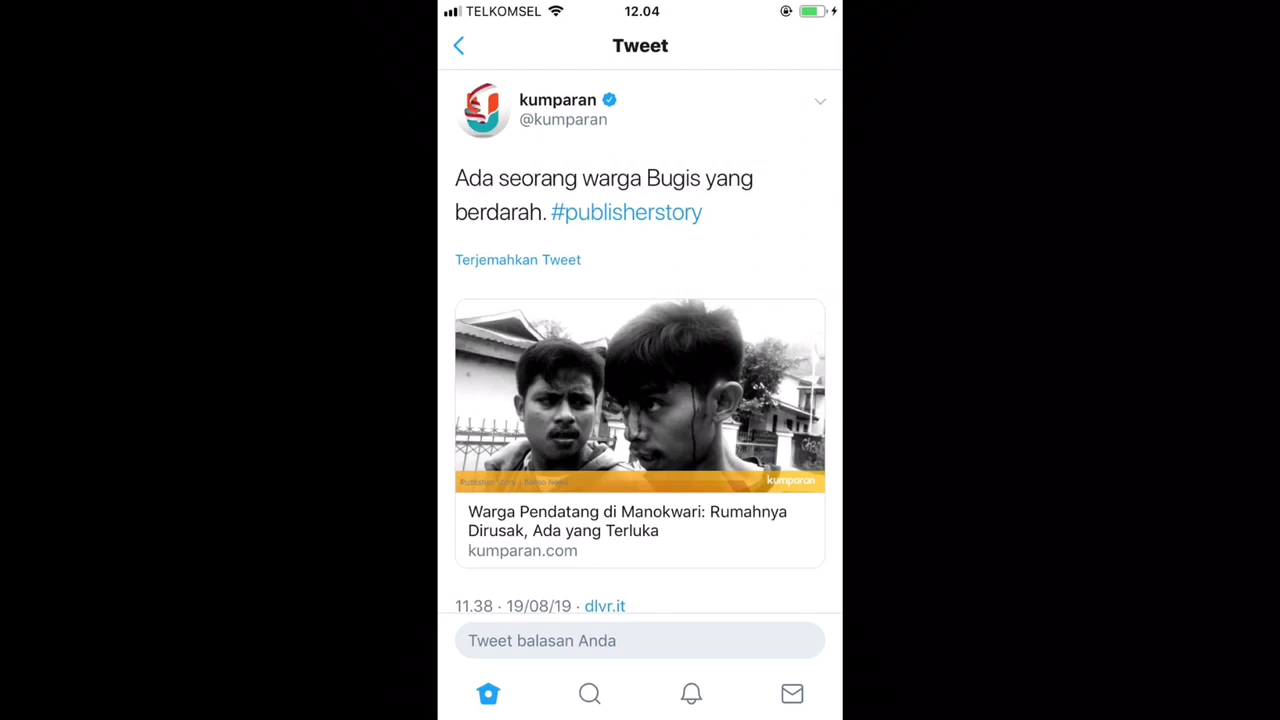 TELKOMSEL 12.04
Tweet
kumparan
@kumparan
Ada seorang warga Bugis yang
berdarah. #publisherstory
Terjemahkan Tweet
kumparan
Warga Pendatang di Manokwari: Rumahnya
Dirusak, Ada yang Terluka
kumparan.com
11.38 · 19/08/19 · dlvr.it
Tweet balasan Anda